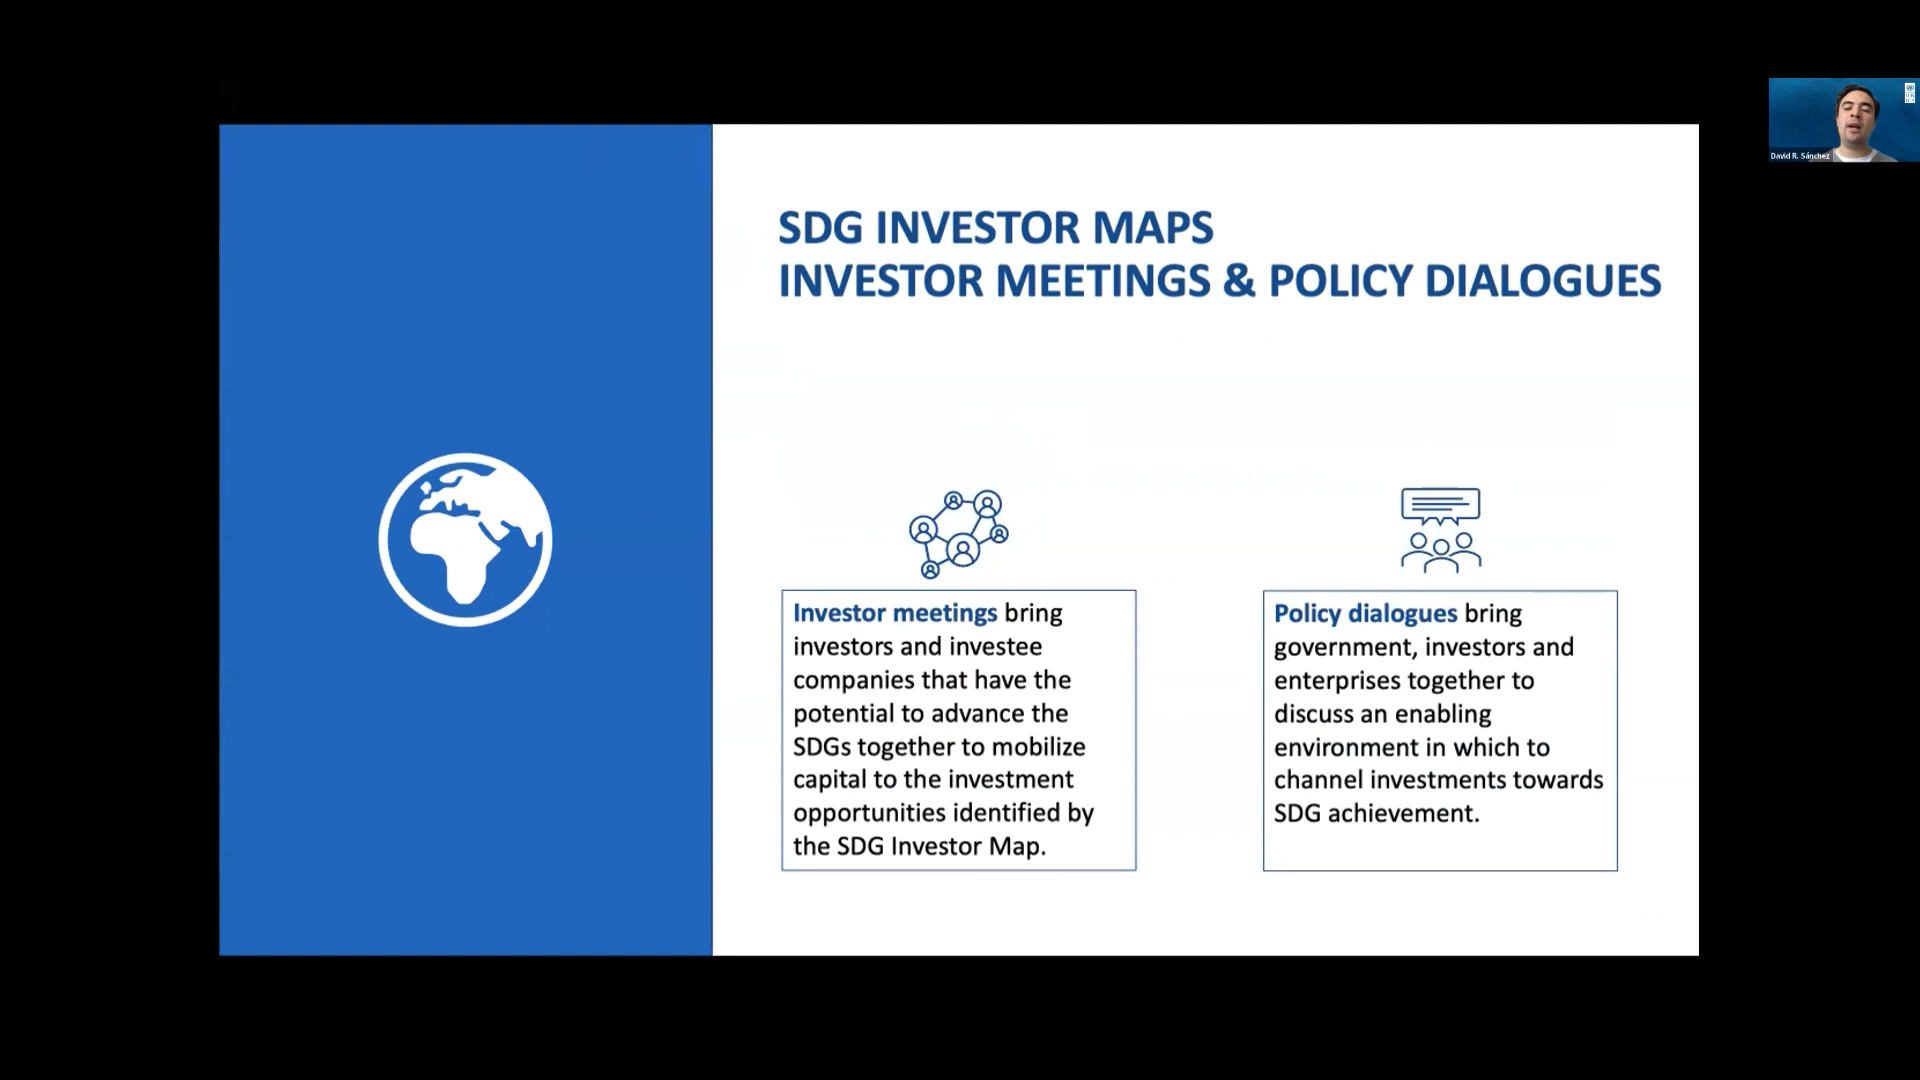 SDG INVESTOR MAPS
INVESTOR MEETINGS & POLICY DIALOGUES
Investor meetings bring
investors and investee
companies that have the
potential to advance the
SDGs together to mobilize
capital to the investment
opportunities identified by
the SDG Investor Map.
Policy dialogues bring
government, investors and
enterprises together to
discuss an enabling
environment in which to
channel investments towards
SDG achievement.
David R. Sánchez